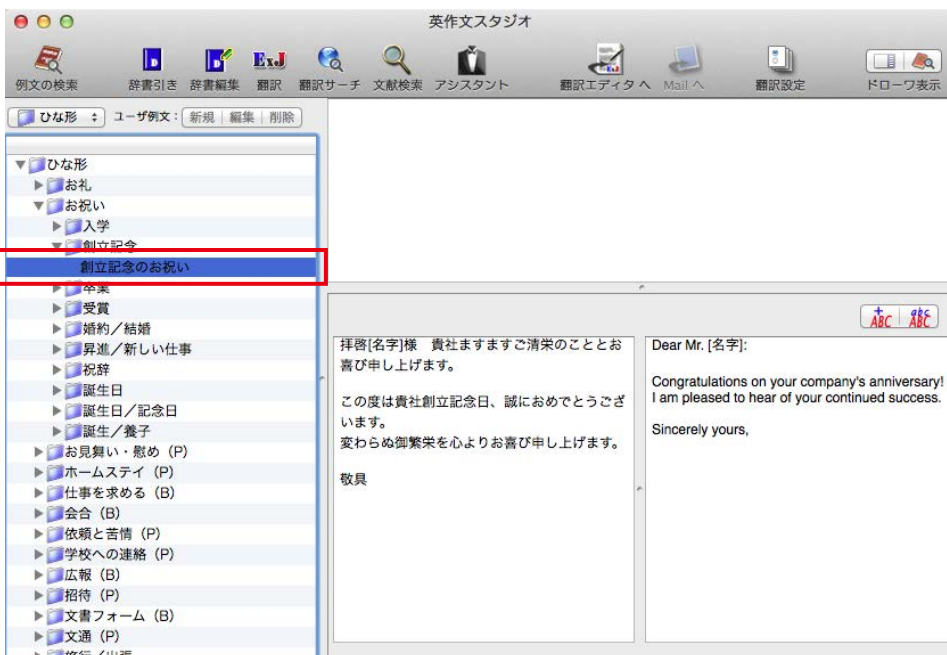 英作文スタジオ
例文の検索 辞書引き 辞書編集 翻訳 翻訳サーチ 文献検索 アシスタント 翻訳エディタへ Mail へ 翻訳設定 ドローワ表示
ExJ
ひな形 ユーザ例文： 新規 編集 削除
ひな形
お礼
お祝い
入学
創立記念
創立記念のお祝い
卒業
受賞
婚約／結婚
昇進／新しい仕事
祝辞
誕生日
誕生日／記念日
誕生／養子
お見舞い・慰め（P）
ホームステイ（P）
仕事を求める（B）
会合（B）
依頼と苦情（P）
学校への連絡（P）
広報（B）
招待（P）
文書フォーム（B）
文通（P）
旅行／出張
ABC abc ABC
拝啓[名字]様　貴社ますますご清栄のこととお
喜び申し上げます。
この度は貴社創立記念日、誠におめでとうござ
います。
変わらぬ御繁栄を心よりお喜び申し上げます。
敬具
Dear Mr. [名字]:
Congratulations on your company's anniversary!
I am pleased to hear of your continued success.
Sincerely yours,